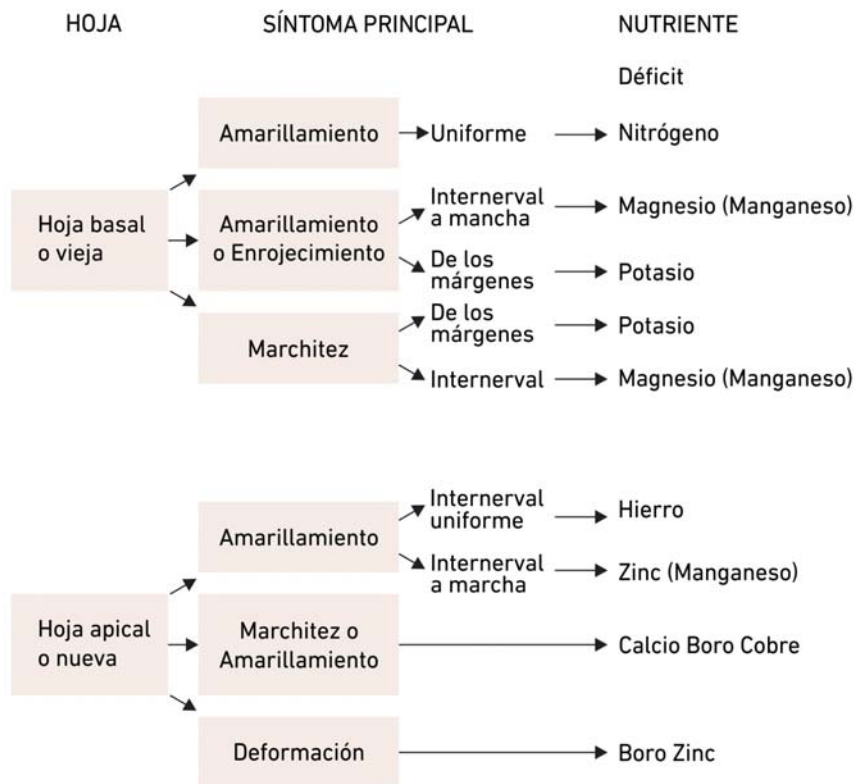 HOJA SÍNTOMA PRINCIPAL NUTRIENTE
Déficit
Amarillamiento Uniforme Nitrógeno
Hoja basal
o vieja
Amarillamiento
o Enrojecimiento
Internerval
a mancha
Magnesio (Manganeso)
De los
márgenes
Potasio
Marchitez
De los
márgenes
Potasio
Internerval Magnesio (Manganeso)
Amarillamiento
Internerval
uniforme
Hierro
Internerval
a marcha
Zinc (Manganeso)
Hoja apical
o nueva
Marchitez o
Amarillamiento
Calcio Boro Cobre
Deformación Boro Zinc